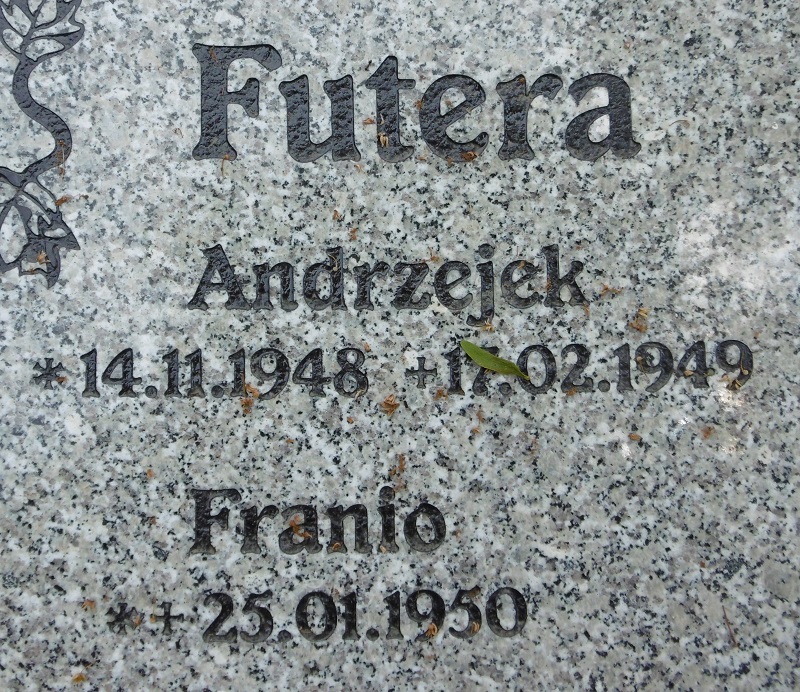 Futera
Andrzejek
* 14.11.1948 +17.02.1949
Franio
* + 25.01.1950